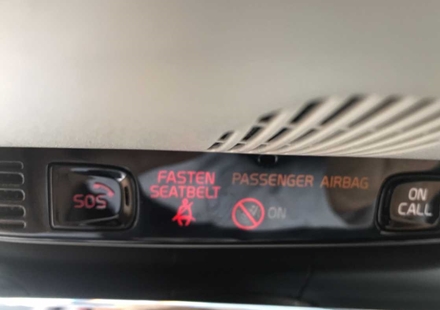 FASTEN
SEATBELT
PASSENGER AIRBAG
SOS
ON
ON
CALL